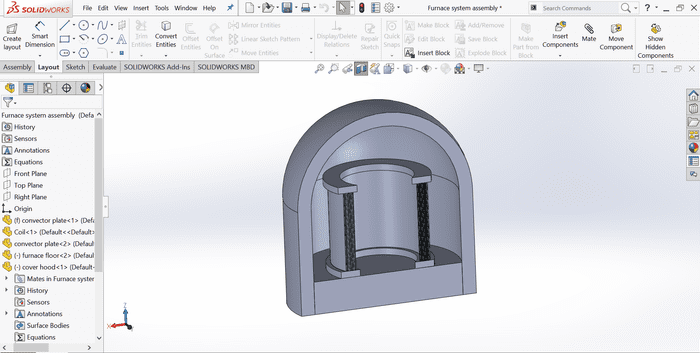 SOLIDWORKS File Edit View Insert Tools Window Furnace system assembly * Search Commands
Create layout
Smart Dimension
Trim Entities
Convert Entities
Offset Entities
Offset On Surface
Mirror Entities
Linear Sketch Pattern
Move Entities
Display/Delete Relations
Repair Sketch
Quick Snaps
Make Block
Edit Block
Insert Block
Add/Remove
Save Block
Explode Block
Make Part from Block
Insert Components
Mate
Move Component
Show Hidden Components
Assembly Layout Sketch Evaluate SOLIDWORKS Add-Ins SOLIDWORKS MBD
Furnace system assembly (Defa
History
Sensors
Annotations
Equations
Front Plane
Top Plane
Right Plane
Origin
(f) convector plate<1> (Defau
Coil<1> (Default<<Default>
convector plate<2> (Default<
(-) furnace floor<2> (Default
(-) cover hood<1> (Default<
Mates in Furnace system
History
Sensors
Annotations
Surface Bodies
Equations